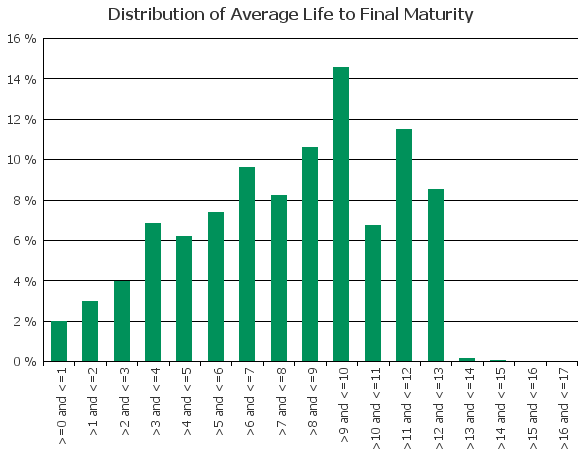 Distribution of Average Life to Final Maturity
16 %
14 %
12 %
10 %
8 %
6 %
4 %
2 %
0 %
>=0 and <=1
>1 and <=2
>2 and <=3
>3 and <=4
>4 and <=5
>5 and <=6
>6 and <=7
>7 and <=8
>8 and <=9
>9 and <=10
>10 and <=11
>11 and <=12
>12 and <=13
>13 and <=14
>14 and <=15
>15 and <=16
>16 and <=17